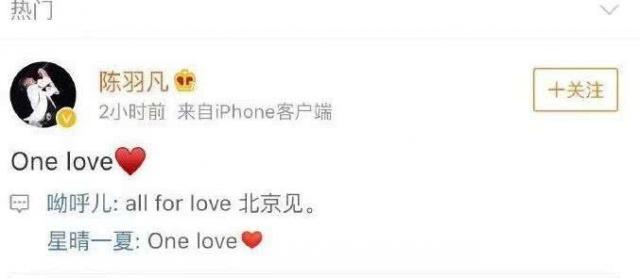 热门
陈羽凡
2小时前 来自iPhone客户端
+关注
One love❤️
呦呼儿: all for love 北京见。
星晴一夏: One love❤️